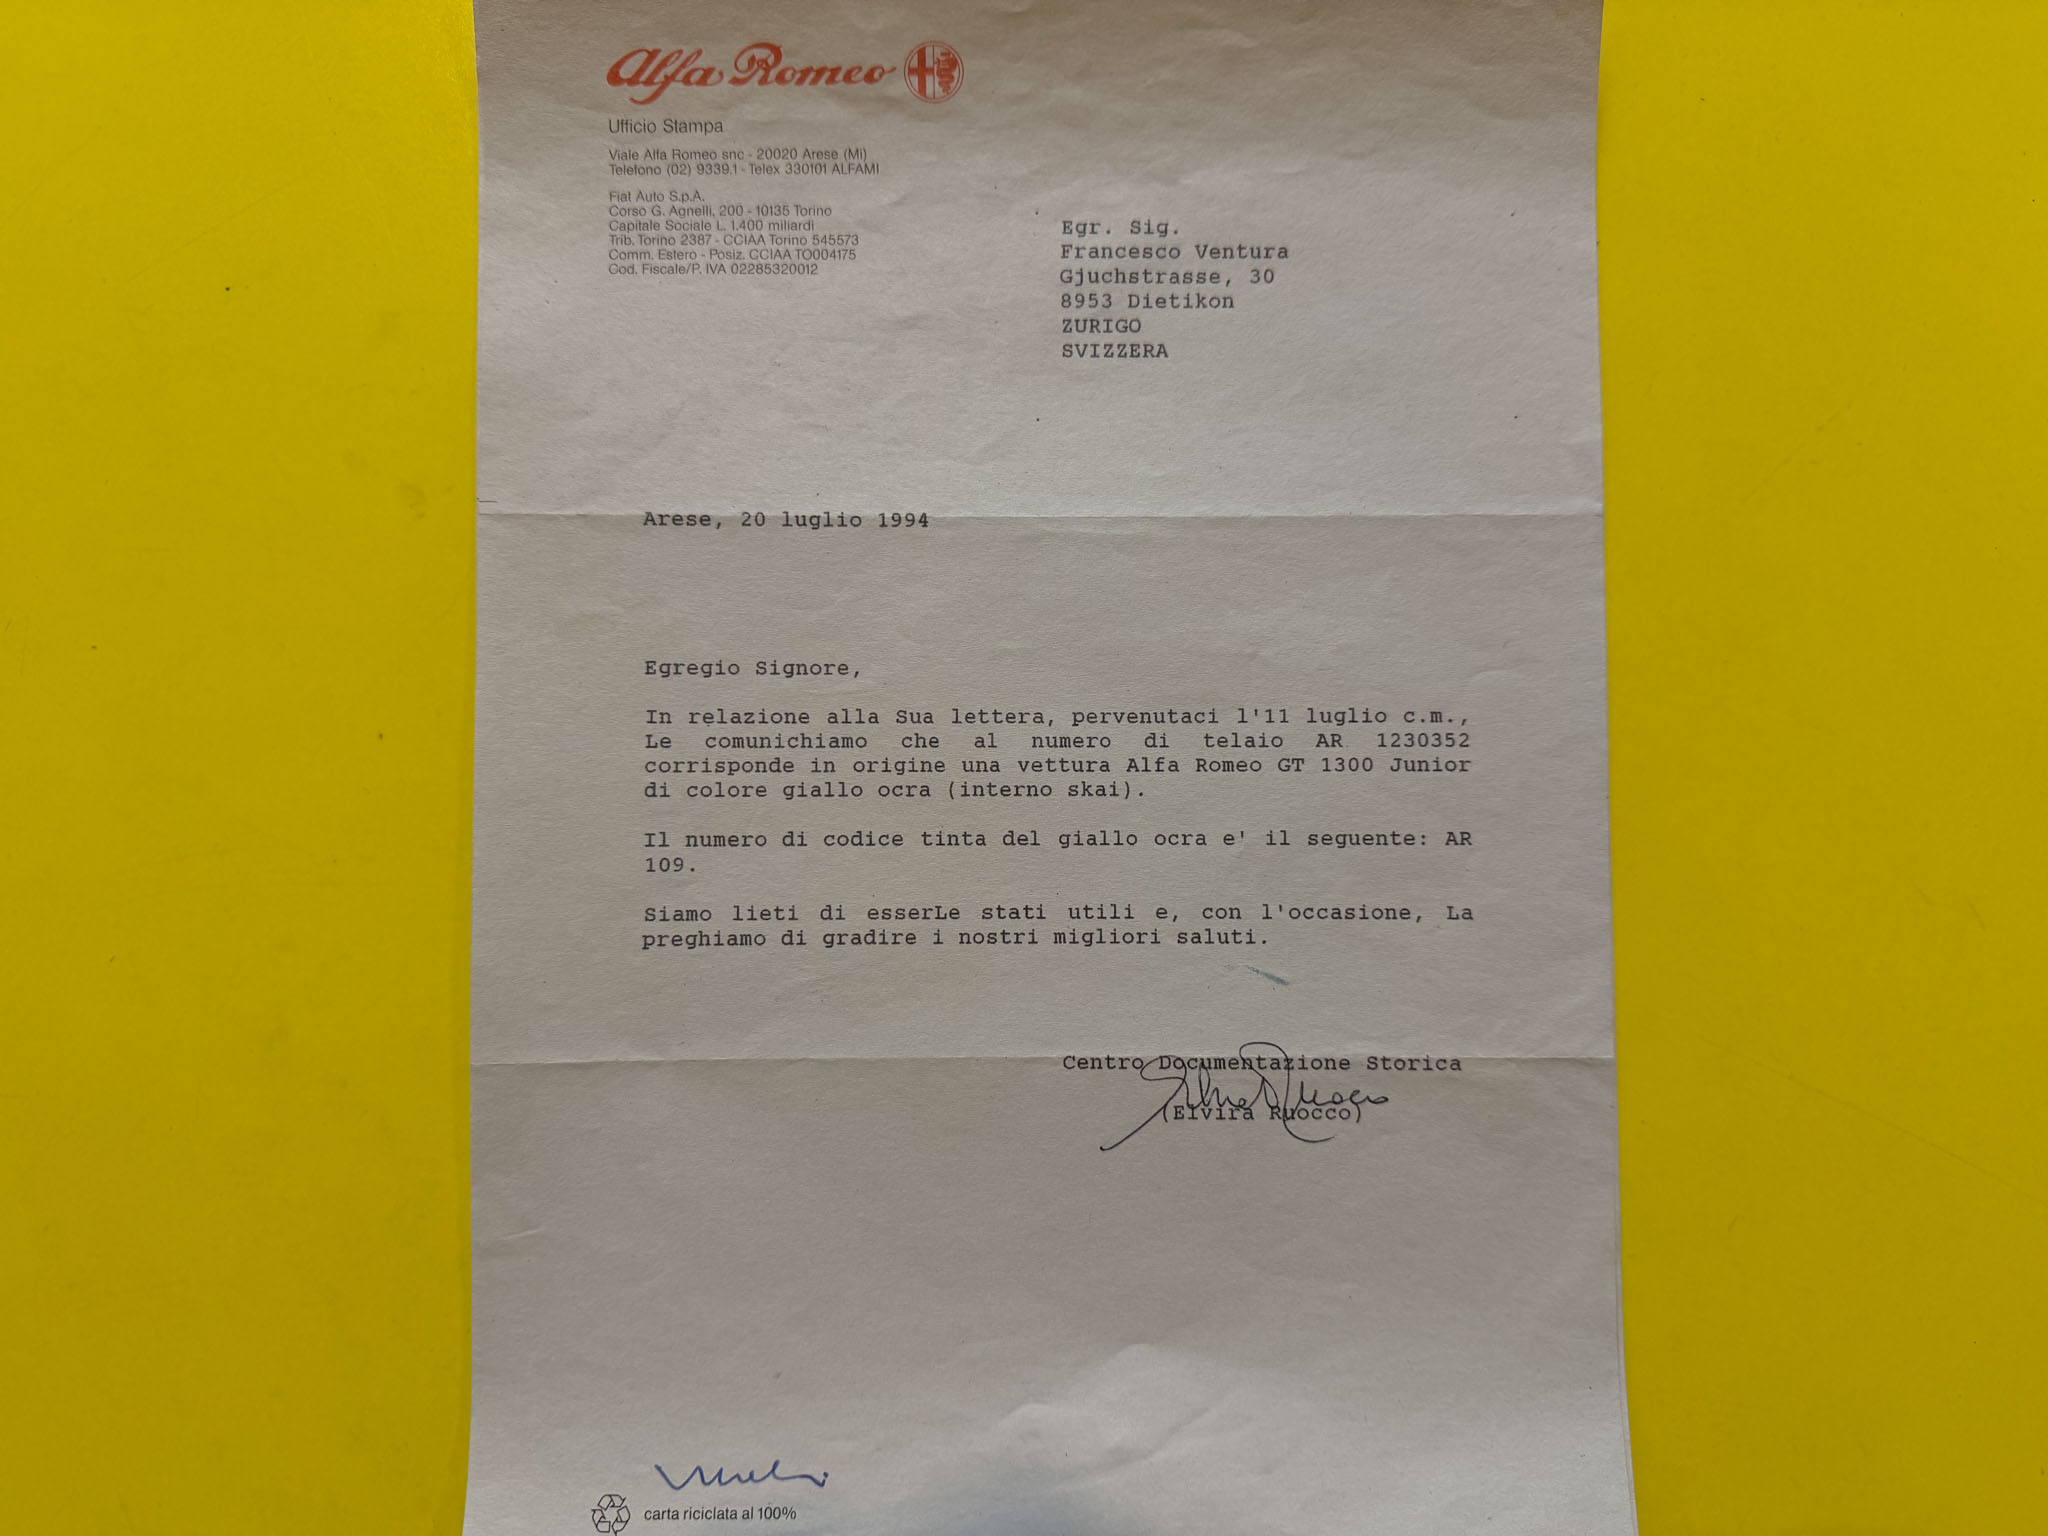 Alfa Romeo
Ufficio Stampa
Viale Alfa Romeo snc - 20020 Arese (Mi)
Telefono (02) 9339.1 - Telex 330101 ALFAMI
Fiat Auto S.p.A.
Corso G. Agnelli, 200 - 10135 Torino
Capitale Sociale L. 1.400 miliardi
Trib. Torino 2387 - CCIAA Torino 545573
Comm. Estero - Posiz. CCIAA TO004175
Cod. Fiscale/P. IVA 02285320012
Egr. Sig.
Francesco Ventura
Gjuchstrasse, 30
8953 Dietikon
ZURIGO
SVIZZERA
Arese, 20 luglio 1994
Egregio Signore,
In relazione alla Sua lettera, pervenutaci l'11 luglio c.m.,
Le comunichiamo che al numero di telaio AR 1230352
corrisponde in origine una vettura Alfa Romeo GT 1300 Junior
di colore giallo ocra (interno skai).
Il numero di codice tinta del giallo ocra e' il seguente: AR
109.
Siamo lieti di esserLe stati utili e, con l'occasione, La
preghiamo di gradire i nostri migliori saluti.
Centro Documentazione Storica
Elvira Ruocco
(Elvira Ruocco)
carta riciclata al 100%